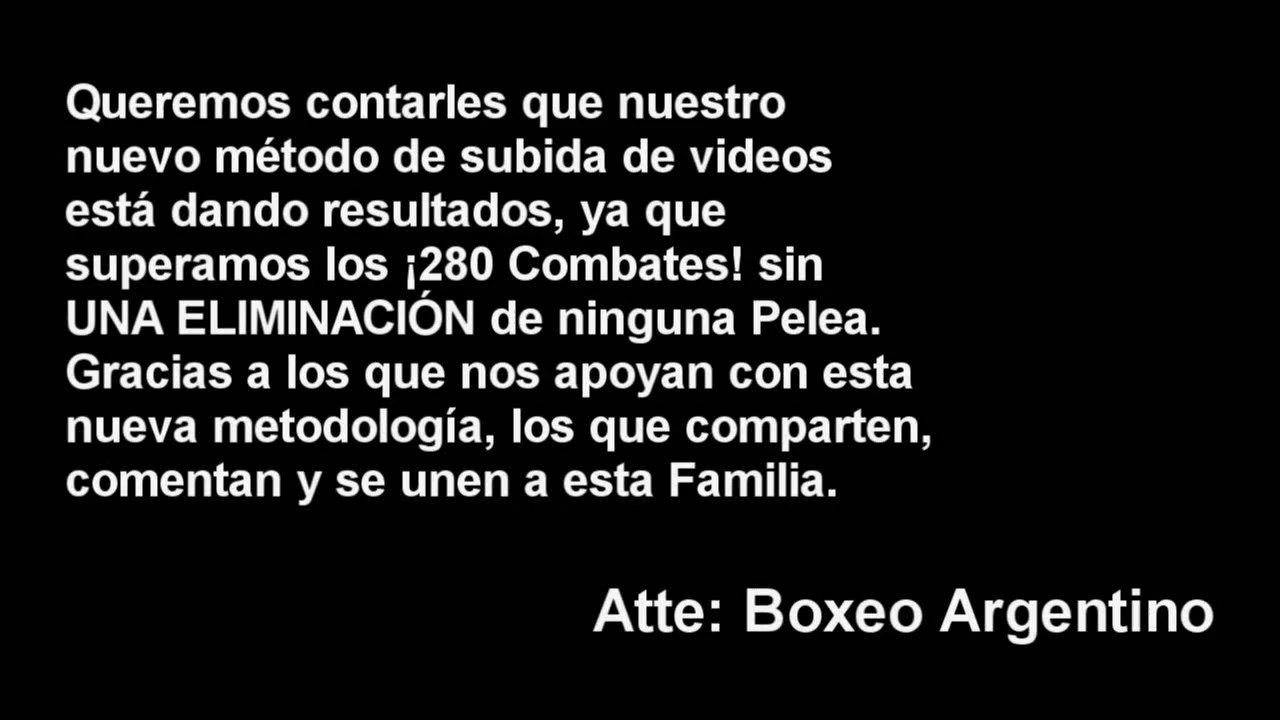 Queremos contarles que nuestro
nuevo método de subida de videos
está dando resultados, ya que
superamos los ¡280 Combates! sin
UNA ELIMINACIÓN de ninguna Pelea.
Gracias a los que nos apoyan con esta
nueva metodología, los que comparten,
comentan y se unen a esta Familia.
Atte: Boxeo Argentino